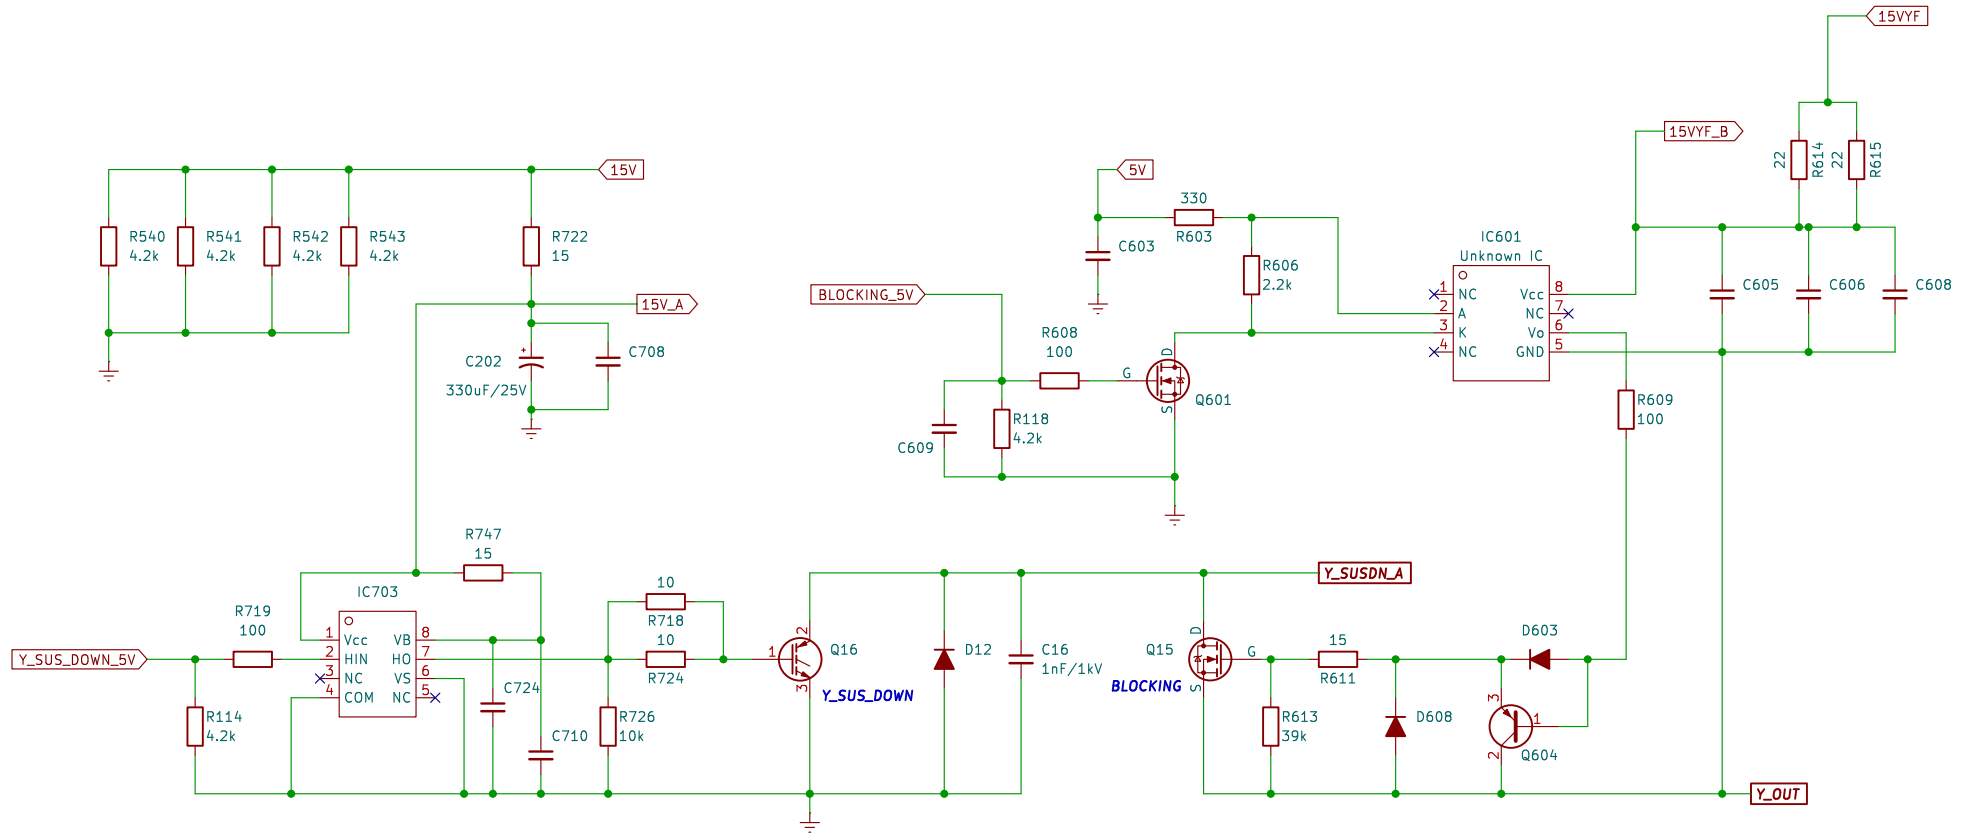 15VYF
15VYF_B
22
R614
22
R615
15V
5V
330
R603
R540
4.2k
R541
4.2k
R542
4.2k
R543
4.2k
R722
15
C603
R606
2.2k
IC601
Unknown IC
1 NC
2 A
3 K
4 NC
Vcc 8
NC 7
Vo 6
GND 5
C605
C606
C608
BLOCKING_5V
15V_A
R608
100
C202
330uF/25V
+
C708
D
G
S
Q601
R609
100
R118
4.2k
C609
R747
15
IC703
10
R718
10
R724
Y_SUSDN_A
R719
100
Y_SUS_DOWN_5V
1 Vcc
2 HIN
3 NC
4 COM
VB 8
HO 7
VS 6
NC 5
2
1
3
Q16
Y_SUS_DOWN
D12
C16
1nF/1kV
D
G
S
Q15
BLOCKING
15
R611
D603
R114
4.2k
C724
C710
R726
10k
R613
39k
D608
3
1
2
Q604
Y_OUT